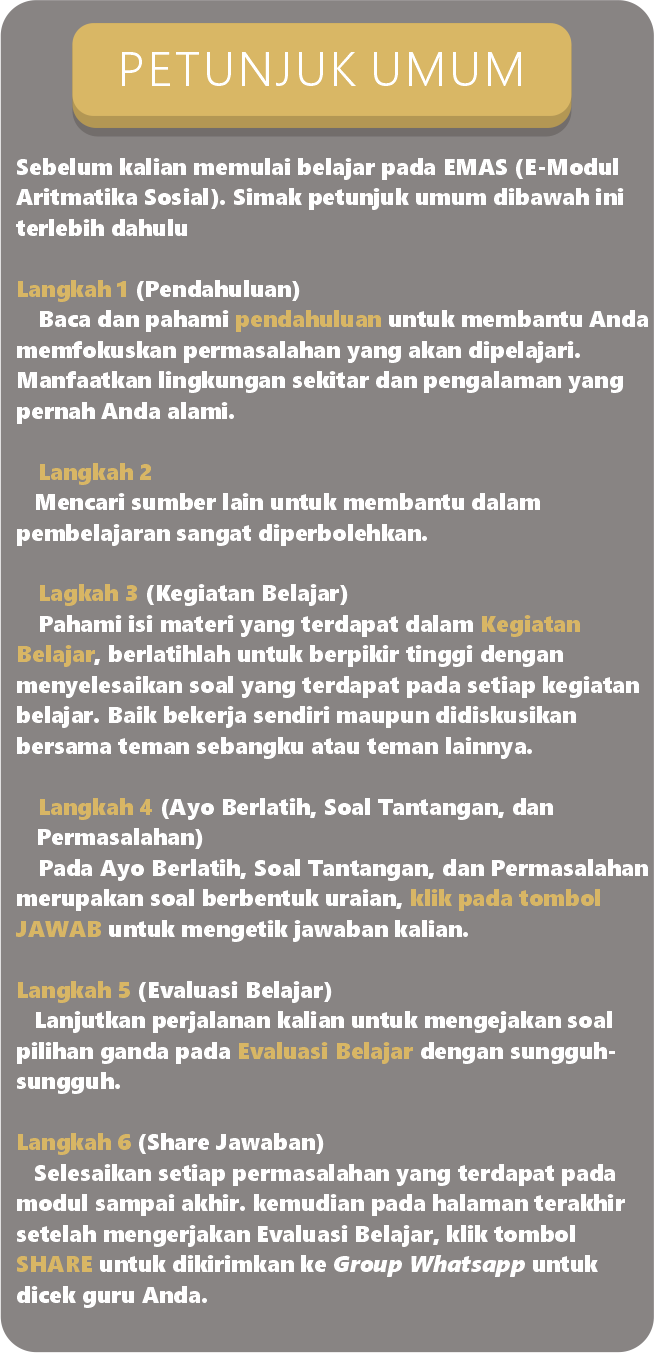 PETUNJUK UMUM
Sebelum kalian memulai belajar pada EMAS (E-Modul
Aritmatika Sosial). Simak petunjuk umum dibawah ini
terlebih dahulu
Langkah 1 (Pendahuluan)
Baca dan pahami pendahuluan untuk membantu Anda
memfokuskan permasalahan yang akan dipelajari.
Manfaatkan lingkungan sekitar dan pengalaman yang
pernah Anda alami.
Langkah 2
Mencari sumber lain untuk membantu dalam
pembelajaran sangat diperbolehkan.
Lagkah 3 (Kegiatan Belajar)
Pahami isi materi yang terdapat dalam Kegiatan
Belajar, berlatihlah untuk berpikir tinggi dengan
menyelesaikan soal yang terdapat pada setiap kegiatan
belajar. Baik bekerja sendiri maupun didiskusikan
bersama teman sebangku atau teman lainnya.
Langkah 4 (Ayo Berlatih, Soal Tantangan, dan
Permasalahan)
Pada Ayo Berlatih, Soal Tantangan, dan Permasalahan
merupakan soal berbentuk uraian, klik pada tombol
JAWAB untuk mengetik jawaban kalian.
Langkah 5 (Evaluasi Belajar)
Lanjutkan perjalanan kalian untuk mengejakan soal
pilihan ganda pada Evaluasi Belajar dengan sungguh-
sungguh.
Langkah 6 (Share Jawaban)
Selesaikan setiap permasalahan yang terdapat pada
modul sampai akhir. kemudian pada halaman terakhir
setelah mengerjakan Evaluasi Belajar, klik tombol
SHARE untuk dikirimkan ke Group Whatsapp untuk
dicek guru Anda.